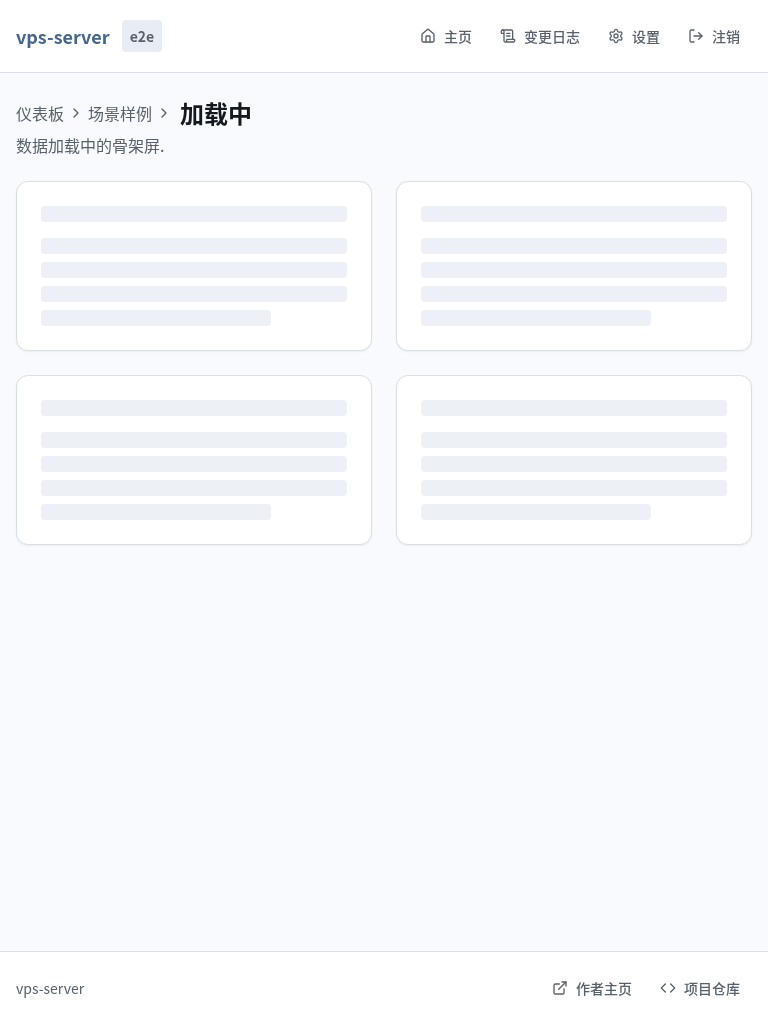 vps-server e2e 主页 变更日志 设置 注销
仪表板 场景样例 加载中
数据加载中的骨架屏.
vps-server 作者主页 项目仓库